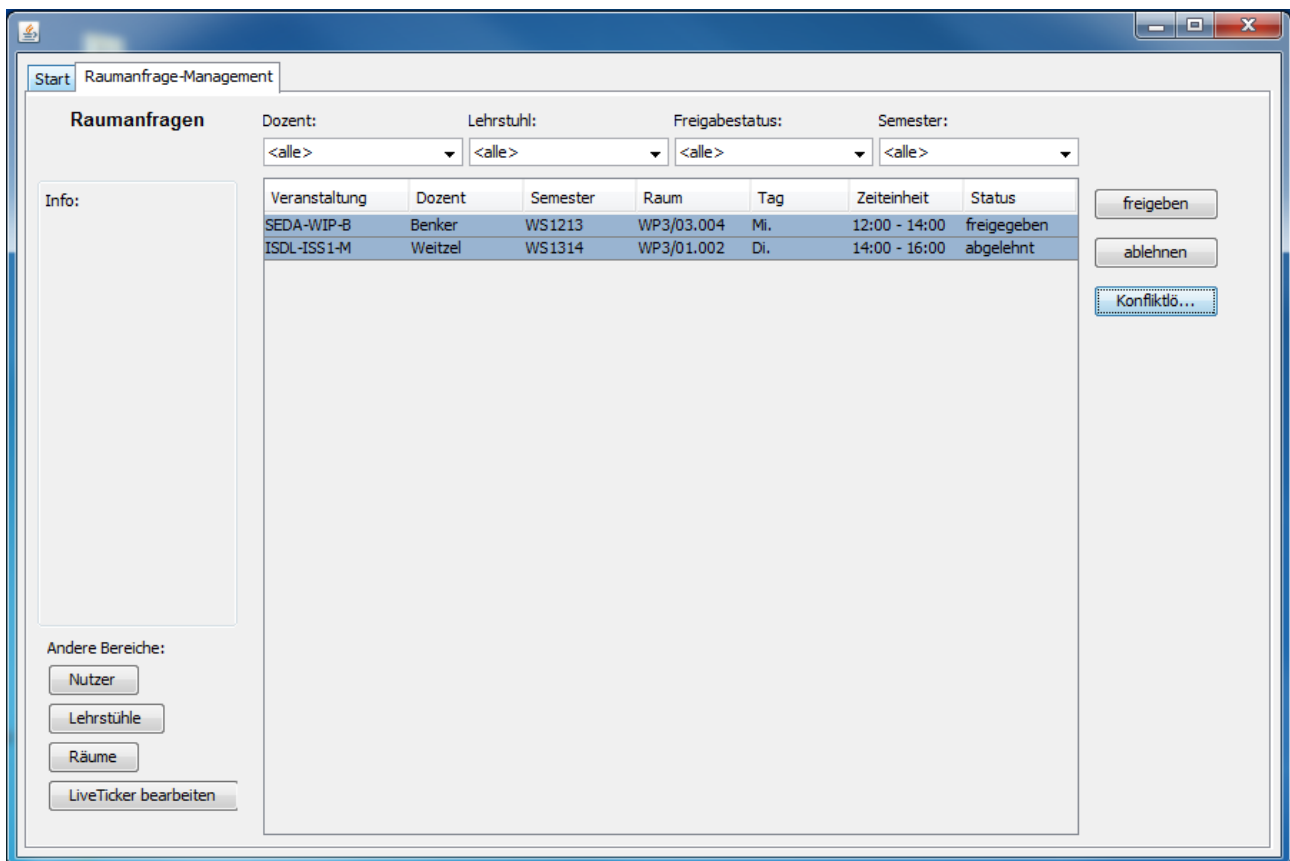 Start Raumanfrage-Management
Raumanfragen
Dozent: Lehrstuhl: Freigabestatus: Semester:
<alle> <alle> <alle> <alle>
Info:
Veranstaltung Dozent Semester Raum Tag Zeiteinheit Status
SEDA-WIP-B Benker WS1213 WP3/03.004 Mi. 12:00 - 14:00 freigegeben
ISDL-ISS1-M Weitzel WS1314 WP3/01.002 Di. 14:00 - 16:00 abgelehnt
freigeben
ablehnen
Konfliktlö...
Andere Bereiche:
Nutzer
Lehrstühle
Räume
LiveTicker bearbeiten